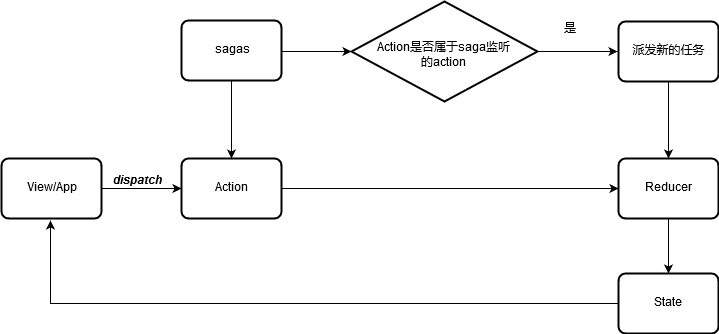 sagas
Action是否属于saga监听
的action
是
派发新的任务
View/App
dispatch
Action
Reducer
State